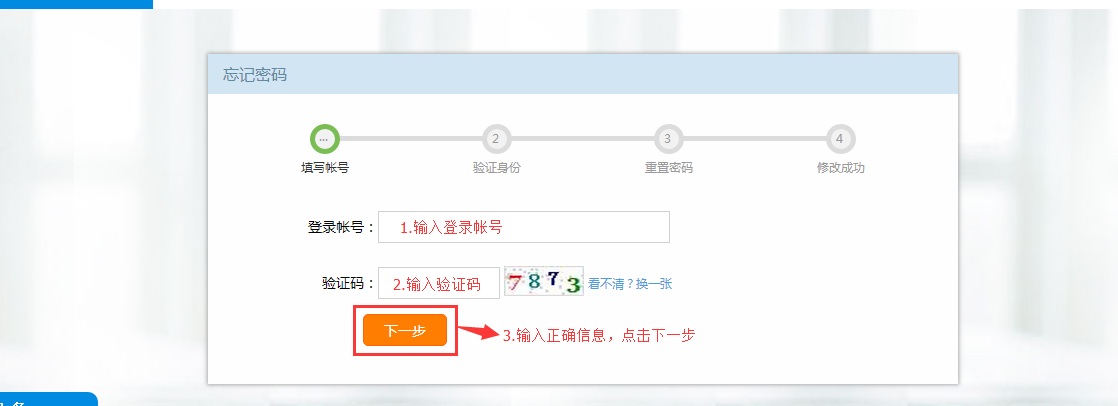 忘记密码
... 2 3 4
填写帐号 验证身份 重置密码 修改成功
登录帐号： 1.输入登录帐号
验证码： 2.输入验证码 7873 看不清？换一张
下一步
3.输入正确信息，点击下一步